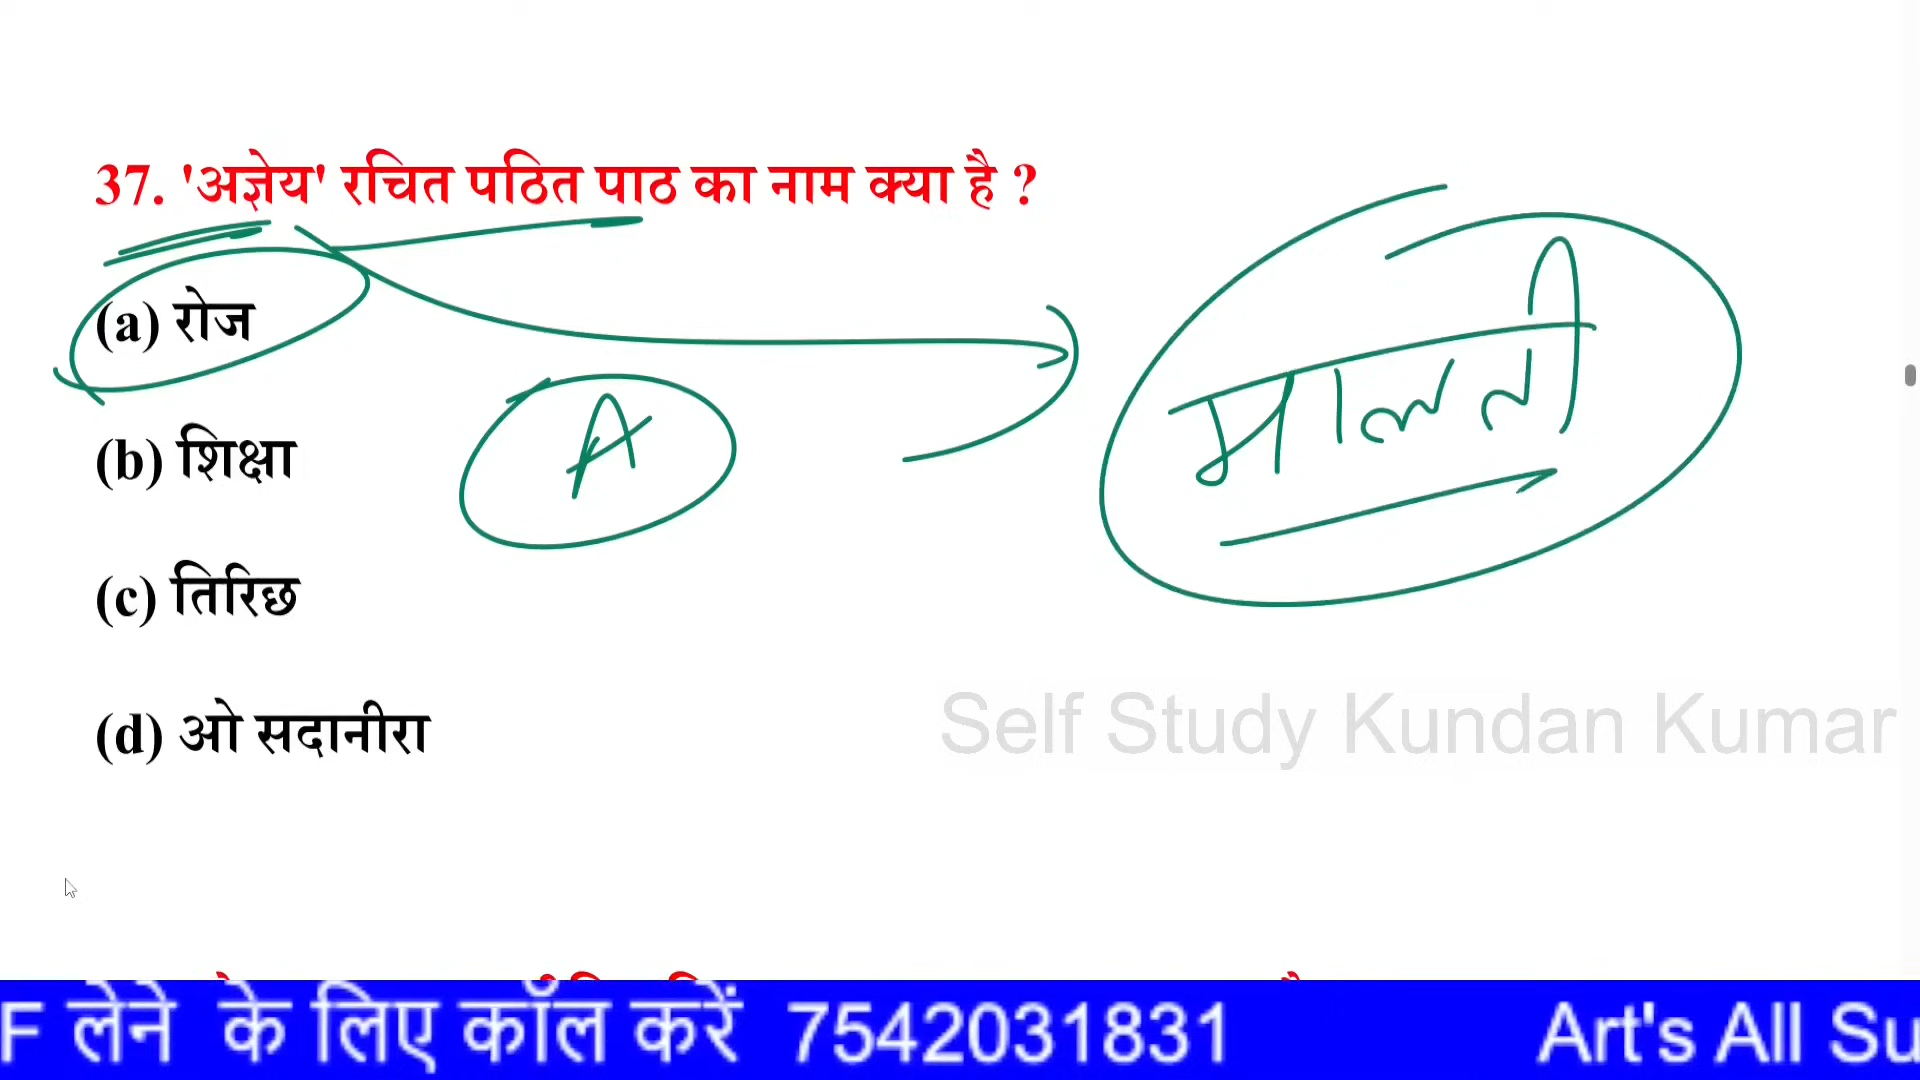 37. 'अज्ञेय' रचित पठित पाठ का नाम क्या है ?
(a) रोज
A
मालती
(b) शिक्षा
(c) तिरिछ
(d) ओ सदानीरा
Self Study Kundan Kumar
F लेने के लिए कॉल करें 7542031831 Art's All Su